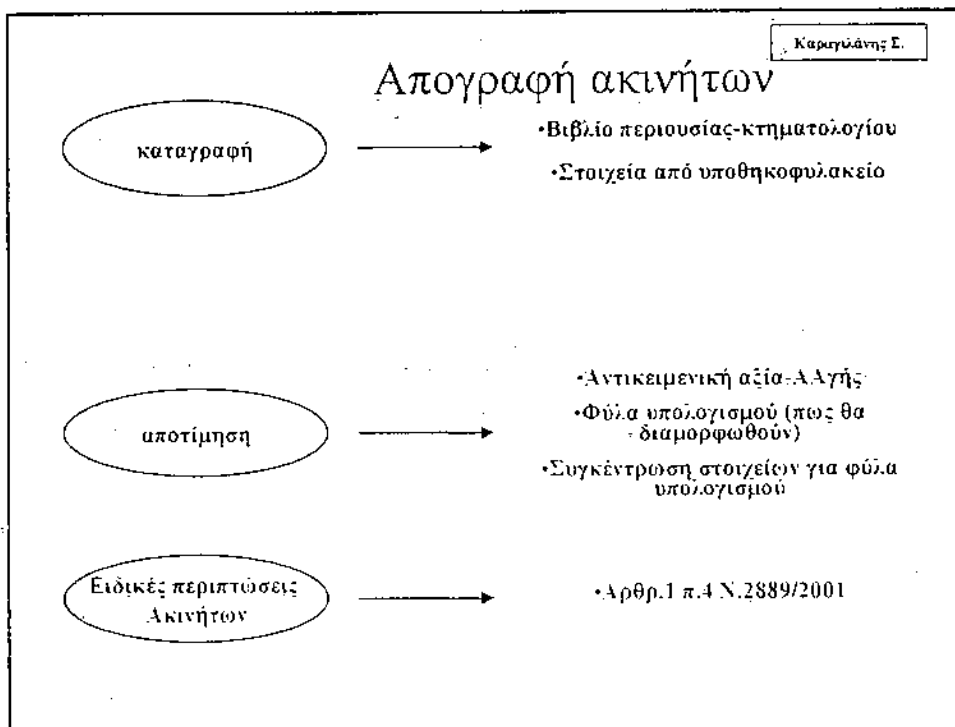 Καραγιλάνης Σ.
Απογραφή ακινήτων
καταγραφή
•Βιβλίο περιουσίας-κτηματολογίου
•Στοιχεία από υποθηκοφυλακείο
αποτίμηση
•Αντικειμενική αξία-ΑΑγής
•Φύλα υπολογισμού (πως θα
διαμορφωθούν)
•Συγκέντρωση στοιχείων για φύλα
υπολογισμού
Ειδικές περιπτώσεις
Ακινήτων
•Αρθρ.1 π.4 Ν.2889/2001